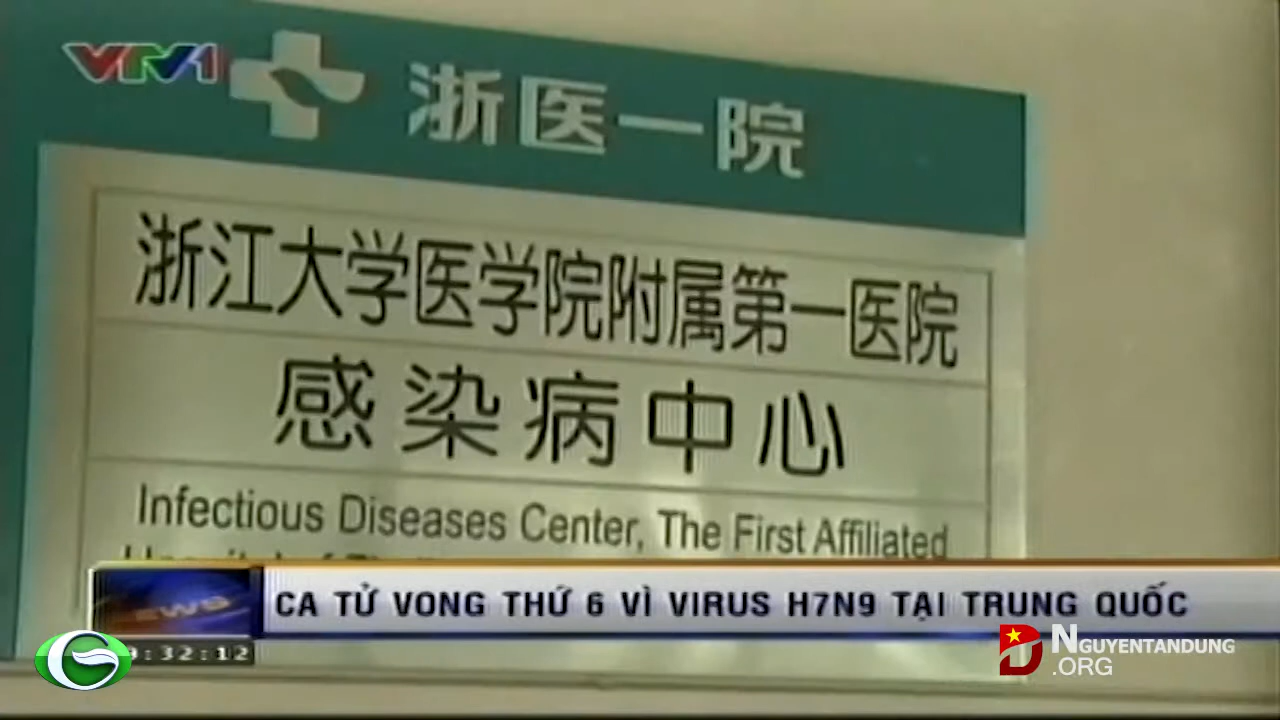 VTV1
浙医一院
浙江大学医学院附属第一医院
感染病中心
Infectious Diseases Center, The First Affiliated
CA TỬ VONG THỨ 6 VÌ VIRUS H7N9 TẠI TRUNG QUỐC
:32:12
NGUYENTANDUNG
.ORG